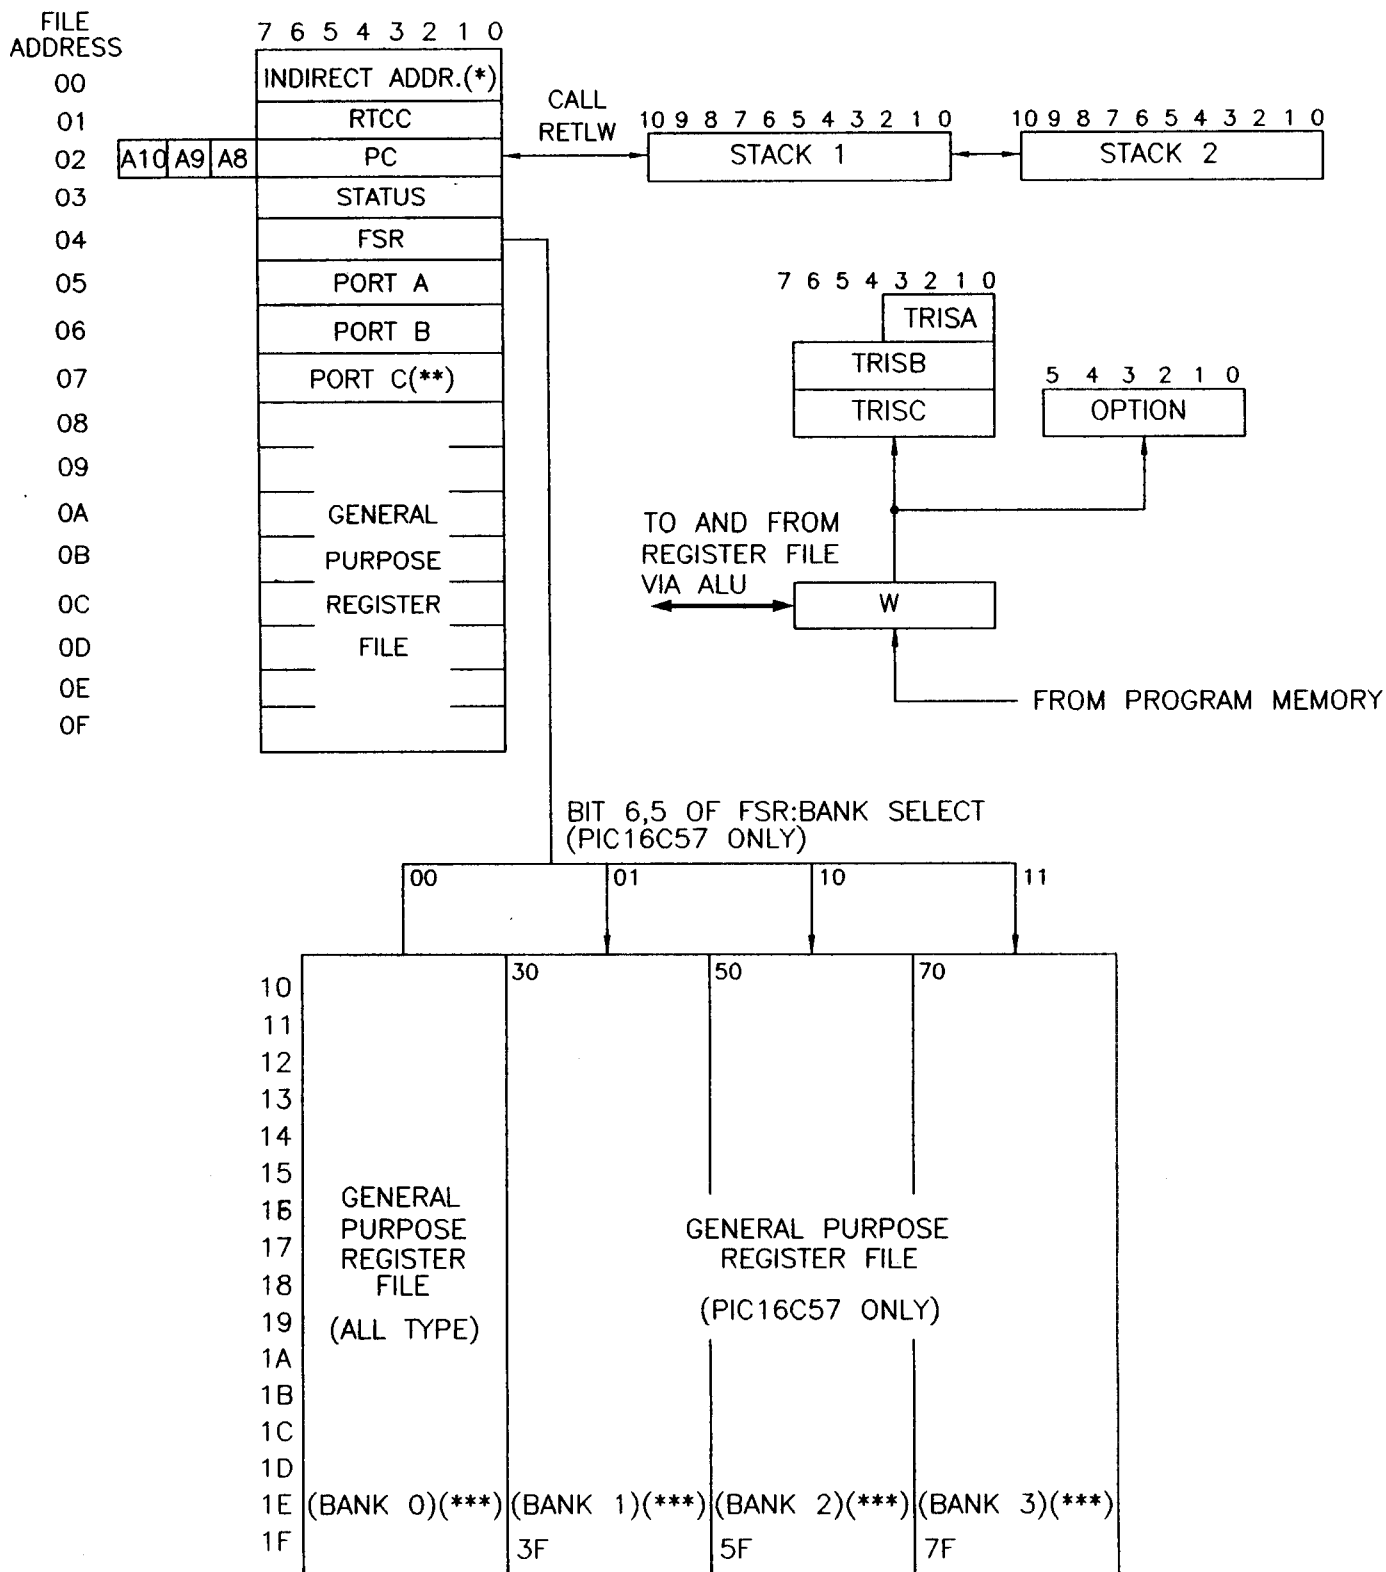 FILE
ADDRESS
7 6 5 4 3 2 1 0
00 INDIRECT ADDR.(*)
01 RTCC
02 A10 A9 A8 PC
03 STATUS
04 FSR
05 PORT A
06 PORT B
07 PORT C(**)
08
09
0A GENERAL
0B PURPOSE
0C REGISTER
0D FILE
0E
0F
CALL
RETLW
10 9 8 7 6 5 4 3 2 1 0
STACK 1
10 9 8 7 6 5 4 3 2 1 0
STACK 2
7 6 5 4 3 2 1 0
TRISA
TRISB
TRISC
5 4 3 2 1 0
OPTION
TO AND FROM
REGISTER FILE
VIA ALU
W
FROM PROGRAM MEMORY
BIT 6,5 OF FSR:BANK SELECT
(PIC16C57 ONLY)
00 01 10 11
30 50 70
10
11
12
13
14
15
16
17
18
19
1A
1B
1C
1D
1E
1F
GENERAL
PURPOSE
REGISTER
FILE
(ALL TYPE)
GENERAL PURPOSE
REGISTER FILE
(PIC16C57 ONLY)
(BANK 0)(***) (BANK 1)(***) (BANK 2)(***) (BANK 3)(***)
3F 5F 7F